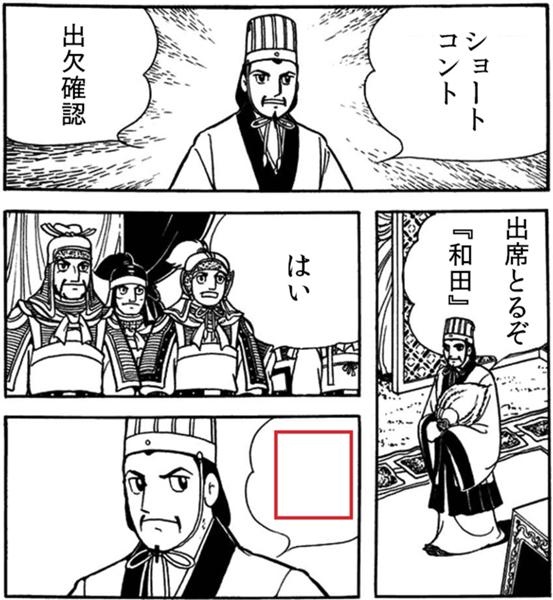 ショート
コント
出欠確認
出席とるぞ
『和田』
はい